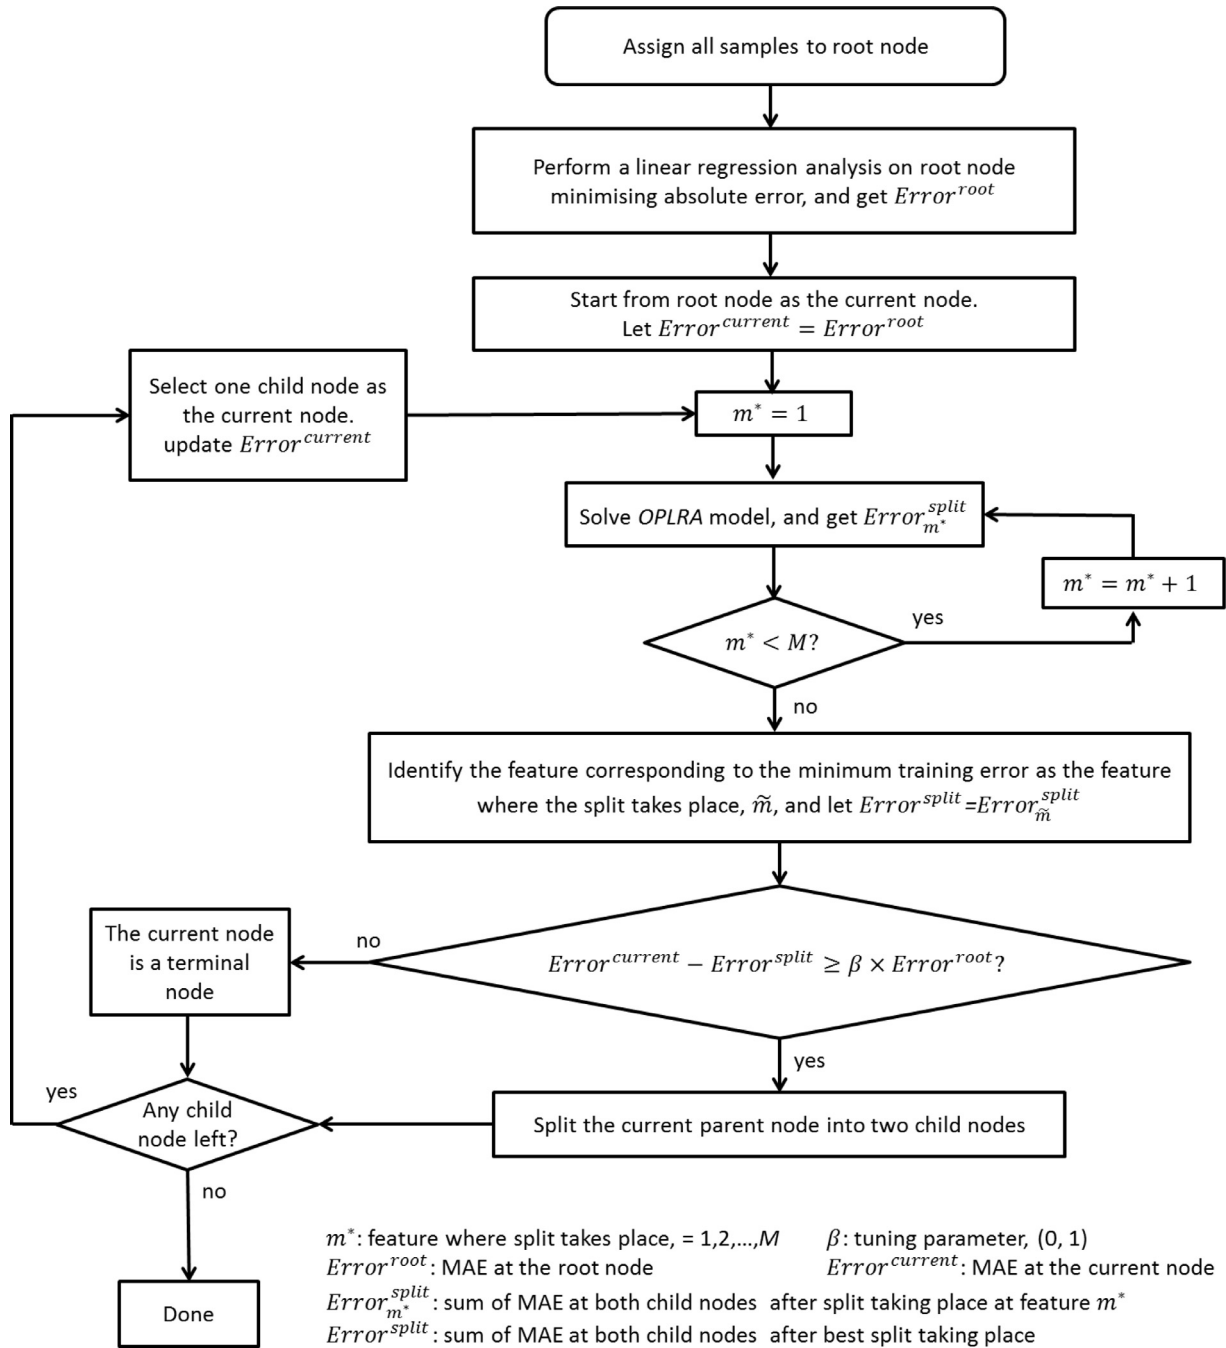 Assign all samples to root node
Perform a linear regression analysis on root node
minimising absolute error, and get Error^root
Start from root node as the current node.
Let Error^current = Error^root
Select one child node as
the current node.
update Error^current
m* = 1
Solve OPLRA model, and get Error_m*^split
m* = m* + 1
m* < M?
yes
no
Identify the feature corresponding to the minimum training error as the feature
where the split takes place, m̃, and let Error^split=Error_m̃^split
The current node
is a terminal
node
no
Error^current − Error^split ≥ β × Error^root?
yes
yes
Any child
node left?
Split the current parent node into two child nodes
no
Done
m*: feature where split takes place, = 1,2,...,M
β: tuning parameter, (0, 1)
Error^root: MAE at the root node
Error^current: MAE at the current node
Error_m*^split: sum of MAE at both child nodes after split taking place at feature m*
Error^split: sum of MAE at both child nodes after best split taking place